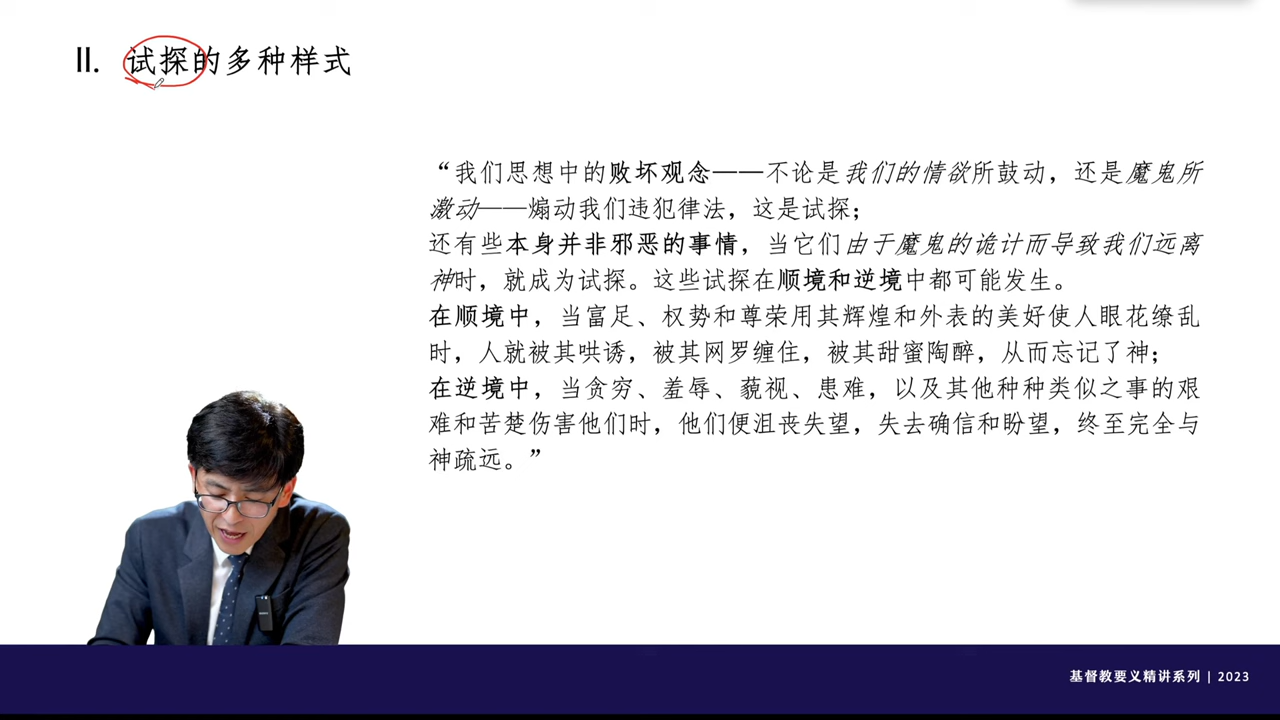 II. 试探的多种样式
“我们思想中的败坏观念——不论是我们的情欲所鼓动，还是魔鬼所
激动——煽动我们违犯律法，这是试探；
还有些本身并非邪恶的事情，当它们由于魔鬼的诡计而导致我们远离
神时，就成为试探。这些试探在顺境和逆境中都可能发生。
在顺境中，当富足、权势和尊荣用其辉煌和外表的美好使人眼花缭乱
时，人就被其哄诱，被其网罗缠住，被其甜蜜陶醉，从而忘记了神；
在逆境中，当贪穷、羞辱、藐视、患难，以及其他种种类似之事的艰
难和苦楚伤害他们时，他们便沮丧失望，失去确信和盼望，终至完全与
神疏远。”
基督教要义精讲系列 | 2023